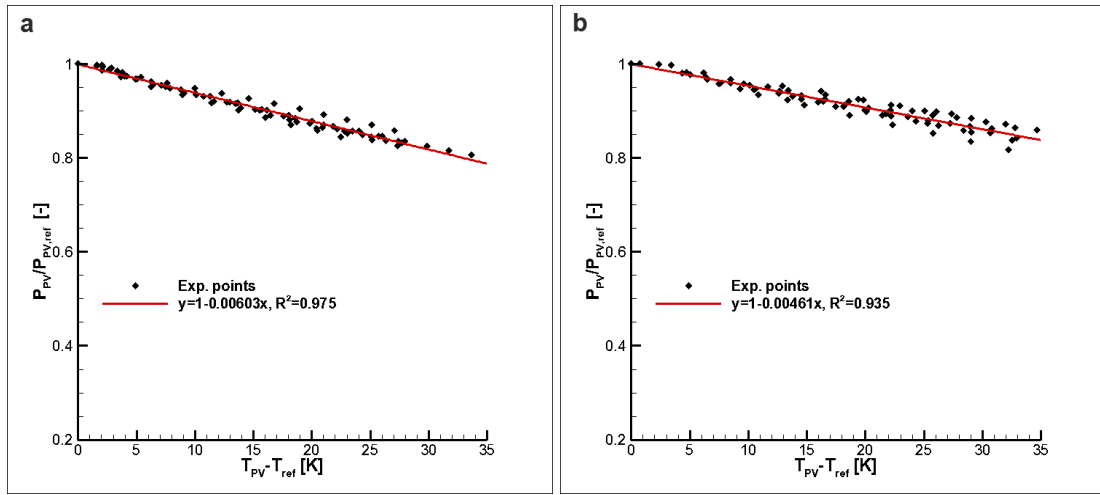 a
1
0.8
0.6
0.4
0.2
P_PV/P_PV,ref [-]
Exp. points
y=1-0.00603x, R²=0.975
0 5 10 15 20 25 30 35
T_PV-T_ref [K]
b
1
0.8
0.6
0.4
0.2
P_PV/P_PV,ref [-]
Exp. points
y=1-0.00461x, R²=0.935
0 5 10 15 20 25 30 35
T_PV-T_ref [K]